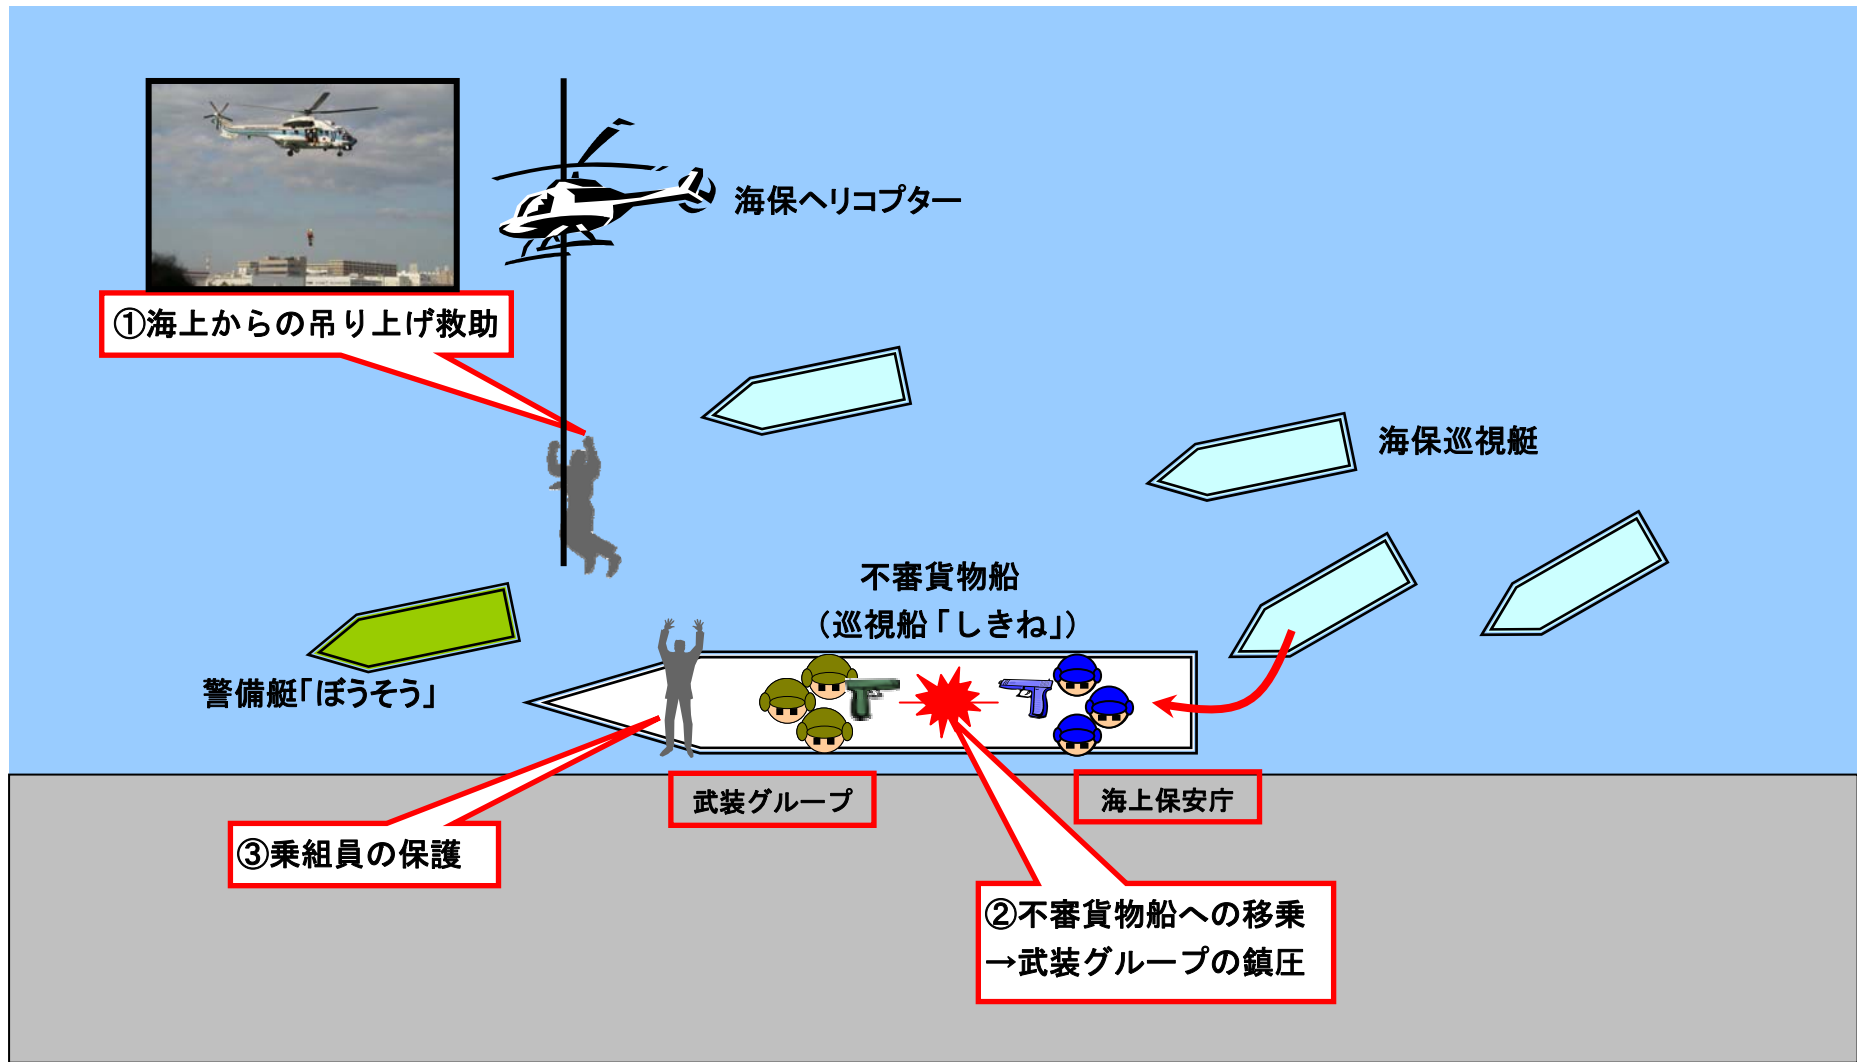 海保ヘリコプター
①海上からの吊り上げ救助
海保巡視艇
不審貨物船
（巡視船「しきね」）
警備艇「ぼうそう」
武装グループ
海上保安庁
③乗組員の保護
②不審貨物船への移乗
→武装グループの鎮圧